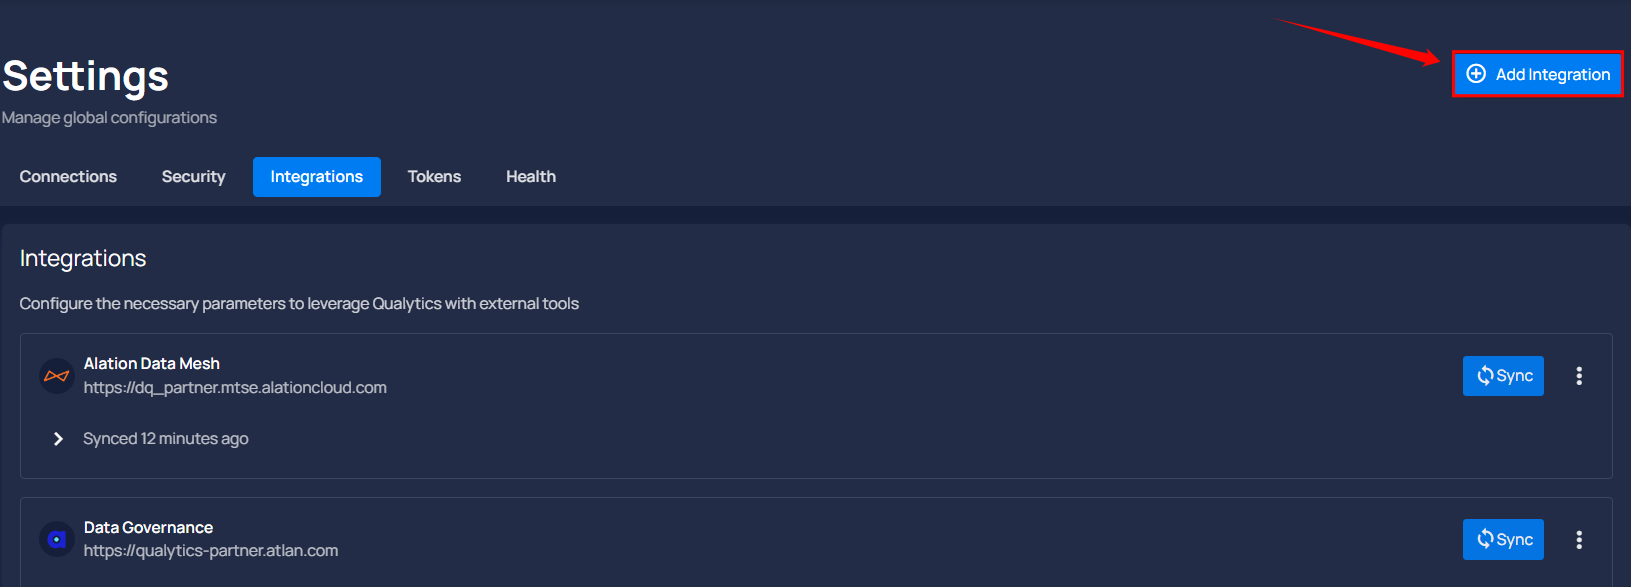 Settings
Add Integration
Manage global configurations
Connections Security Integrations Tokens Health
Integrations
Configure the necessary parameters to leverage Qualytics with external tools
Alation Data Mesh
https://dq_partner.mtse.alationcloud.com
Sync
Synced 12 minutes ago
Data Governance
https://qualytics-partner.atlan.com
Sync